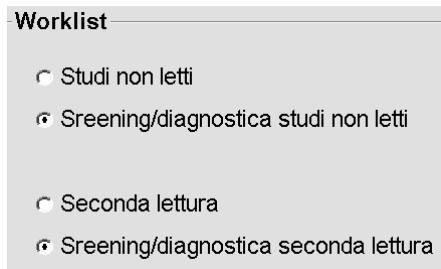 Worklist
Studi non letti
Sreening/diagnostica studi non letti
Seconda lettura
Sreening/diagnostica seconda lettura